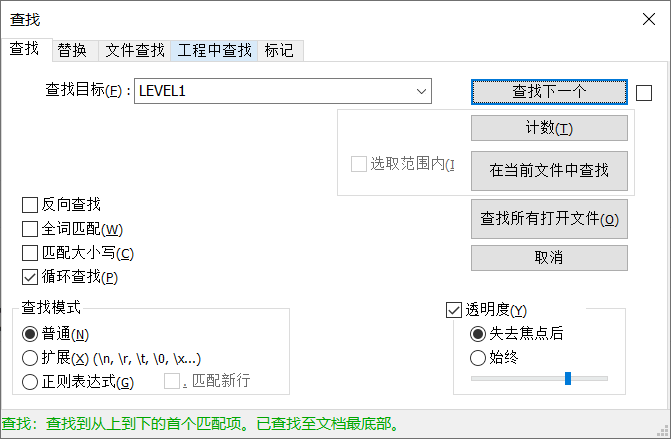 查找
查找 替换 文件查找 工程中查找 标记
查找目标(F) : LEVEL1 查找下一个
计数(T)
选取范围内(I
在当前文件中查找
反向查找
查找所有打开文件(O)
全词匹配(W)
匹配大小写(C) 取消
循环查找(P)
查找模式 透明度(Y)
普通(N) 失去焦点后
扩展(X) (\n, \r, \t, \0, \x...) 始终
正则表达式(G) . 匹配新行
查找：查找到从上到下的首个匹配项。已查找至文档最底部。